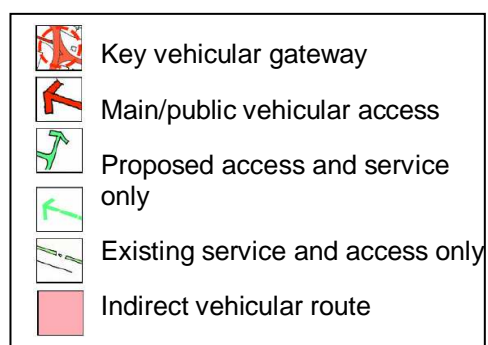 Key vehicular gateway
Main/public vehicular access
Proposed access and service
only
Existing service and access only
Indirect vehicular route